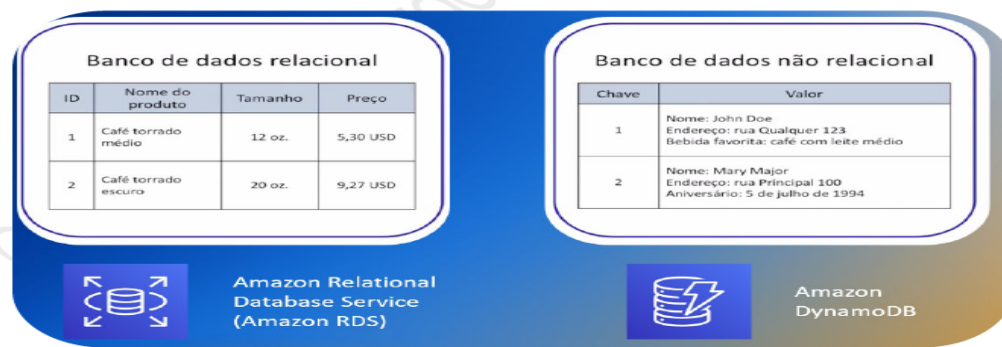 Banco de dados relacional
ID Nome do produto Tamanho Preço
1 Café torrado médio 12 oz. 5,30 USD
2 Café torrado escuro 20 oz. 9,27 USD
Amazon Relational
Database Service
(Amazon RDS)
Banco de dados não relacional
Chave Valor
1 Nome: John Doe
Endereço: rua Qualquer 123
Bebida favorita: café com leite médio
2 Nome: Mary Major
Endereço: rua Principal 100
Aniversário: 5 de julho de 1994
Amazon
DynamoDB